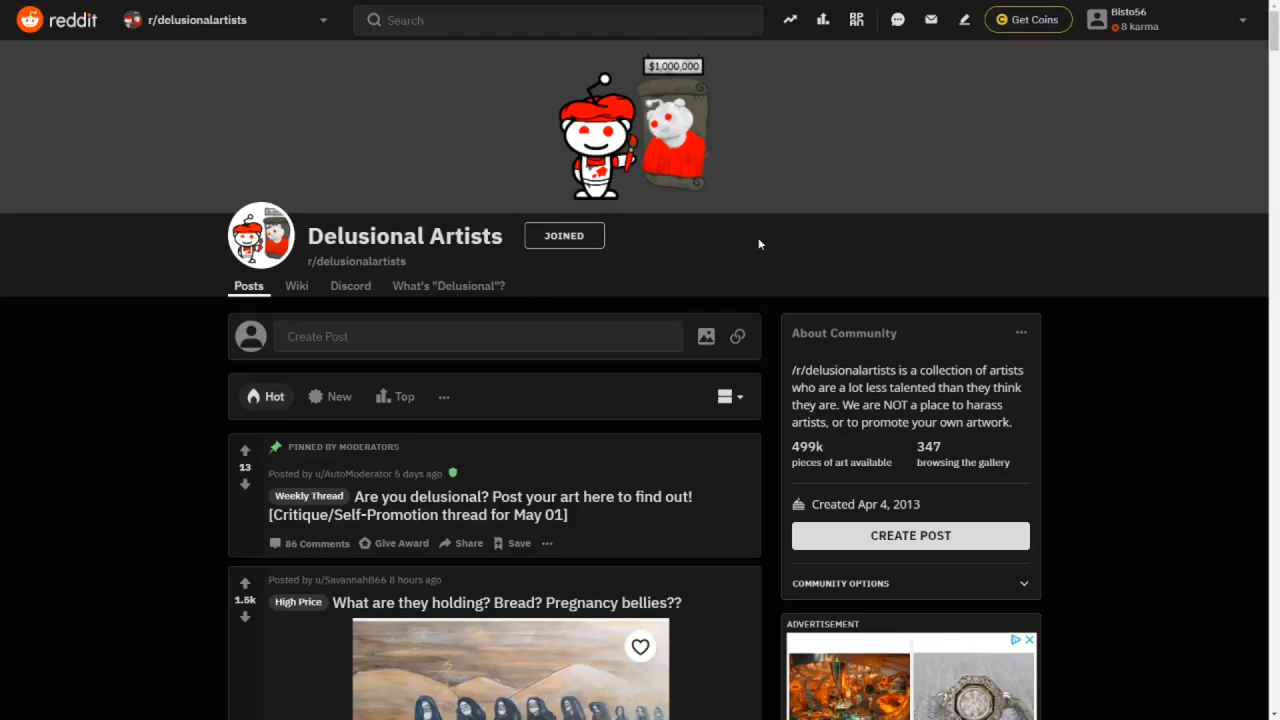 reddit
r/delusionalartists
Search
Get Coins
Bisto56
8 karma
$1,000,000
Delusional Artists
JOINED
r/delusionalartists
Posts
Wiki
Discord
What's "Delusional"?
Create Post
Hot
New
Top
PINNED BY MODERATORS
13
Posted by u/AutoModerator 5 days ago
Weekly Thread Are you delusional? Post your art here to find out!
[Critique/Self-Promotion thread for May 01]
86 Comments
Give Award
Share
Save
Posted by u/SavannahB66 8 hours ago
1.5k
High Price What are they holding? Bread? Pregnancy bellies??
About Community
/r/delusionalartists is a collection of artists
who are a lot less talented than they think
they are. We are NOT a place to harass
artists, or to promote your own artwork.
499k
347
pieces of art available
browsing the gallery
Created Apr 4, 2013
CREATE POST
COMMUNITY OPTIONS
ADVERTISEMENT